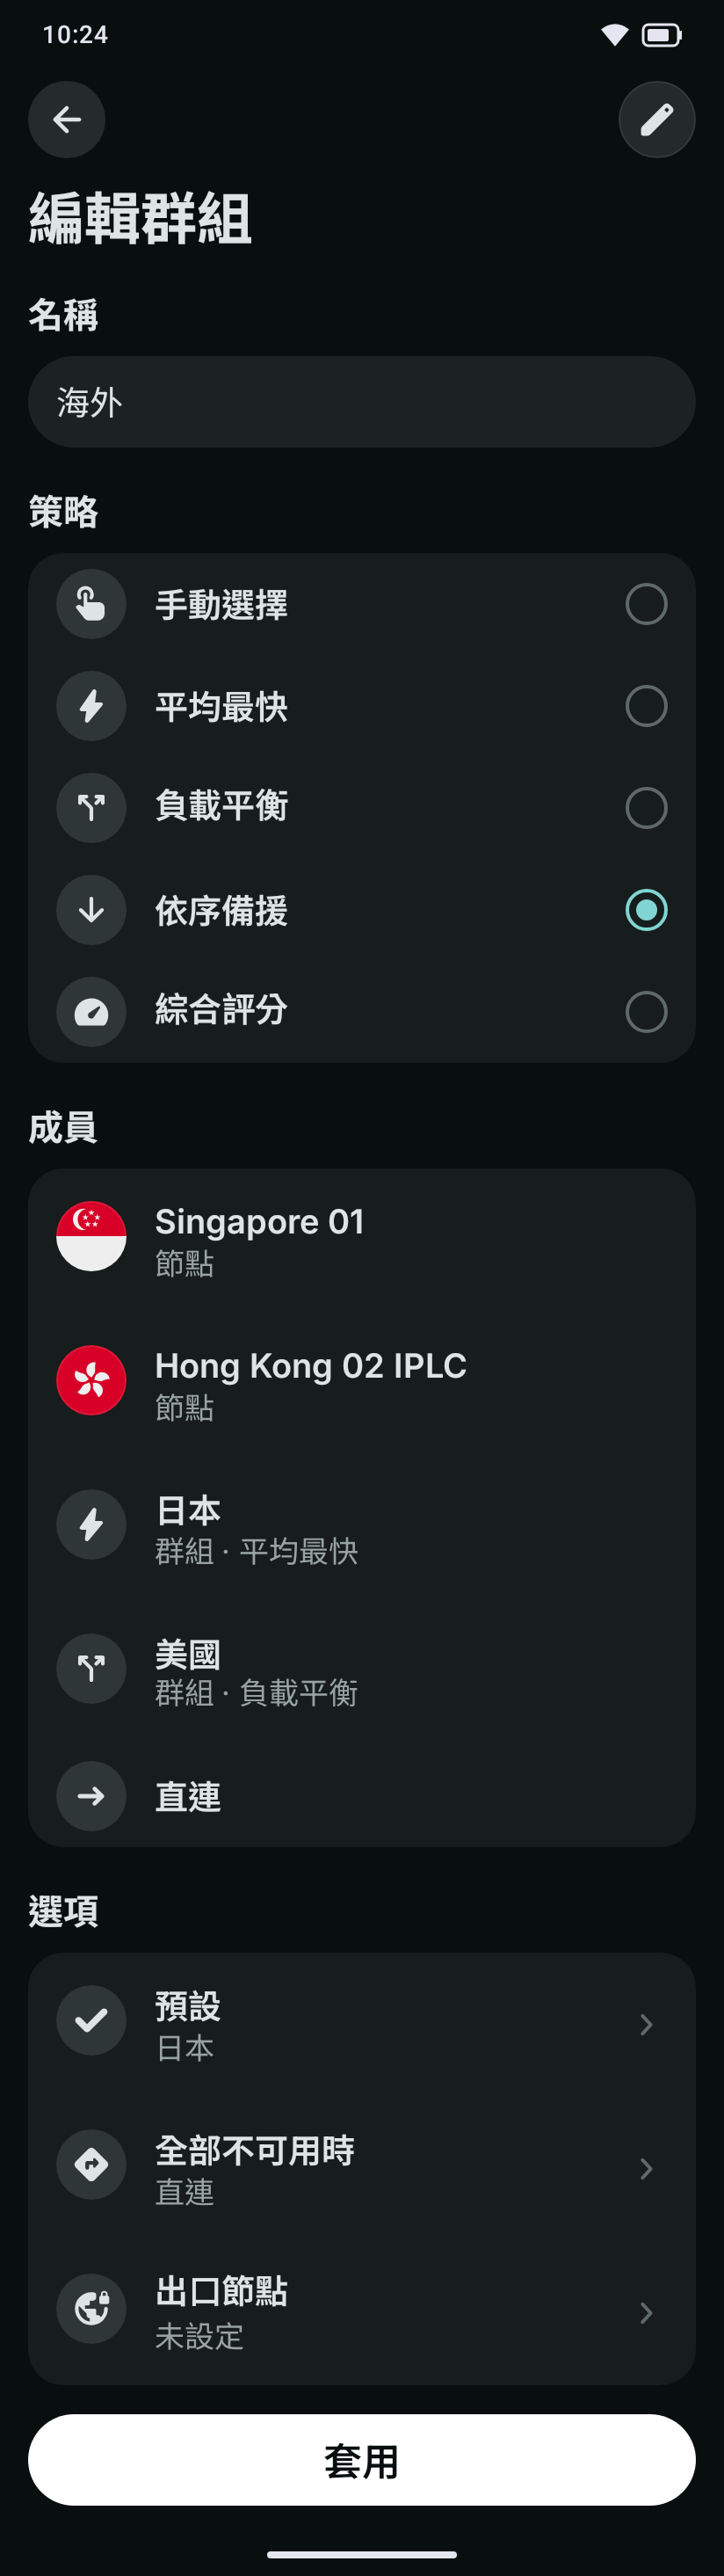 10:24
編輯群組
名稱
海外
策略
手動選擇
平均最快
負載平衡
依序備援
綜合評分
成員
Singapore 01
節點
Hong Kong 02 IPLC
節點
日本
群組 · 平均最快
美國
群組 · 負載平衡
直連
選項
預設
日本
全部不可用時
直連
出口節點
未設定
套用